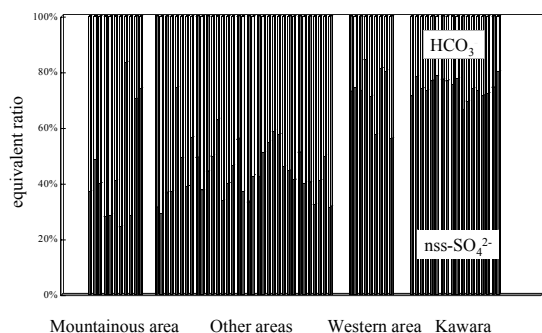 100%
80%
60%
40%
20%
0%
equivalent ratio
HCO₃
nss-SO₄²⁻
Mountainous area Other areas Western area Kawara